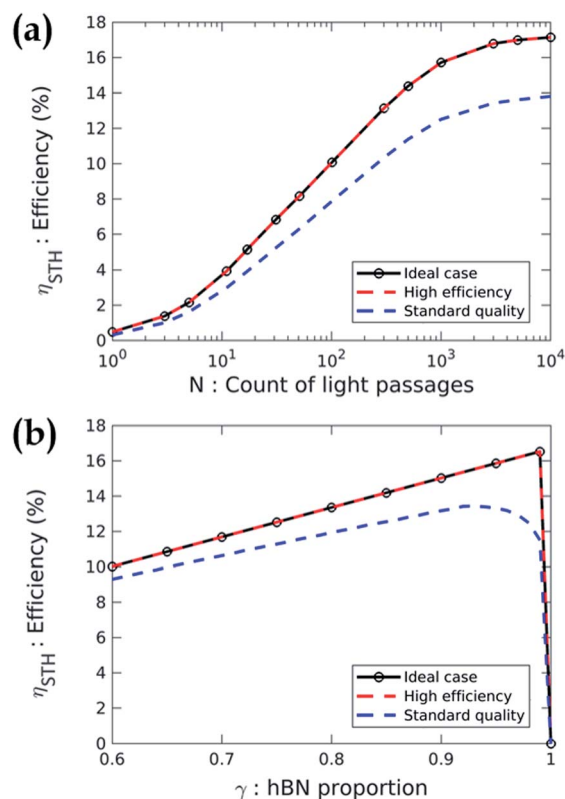 (a)
18
16
14
12
10
8
6
4
2
0
η_STH : Efficiency (%)
Ideal case
High efficiency
Standard quality
10^0 10^1 10^2 10^3 10^4
N : Count of light passages
(b)
18
16
14
12
10
8
6
4
2
0
η_STH : Efficiency (%)
Ideal case
High efficiency
Standard quality
0.6 0.7 0.8 0.9 1
γ : hBN proportion